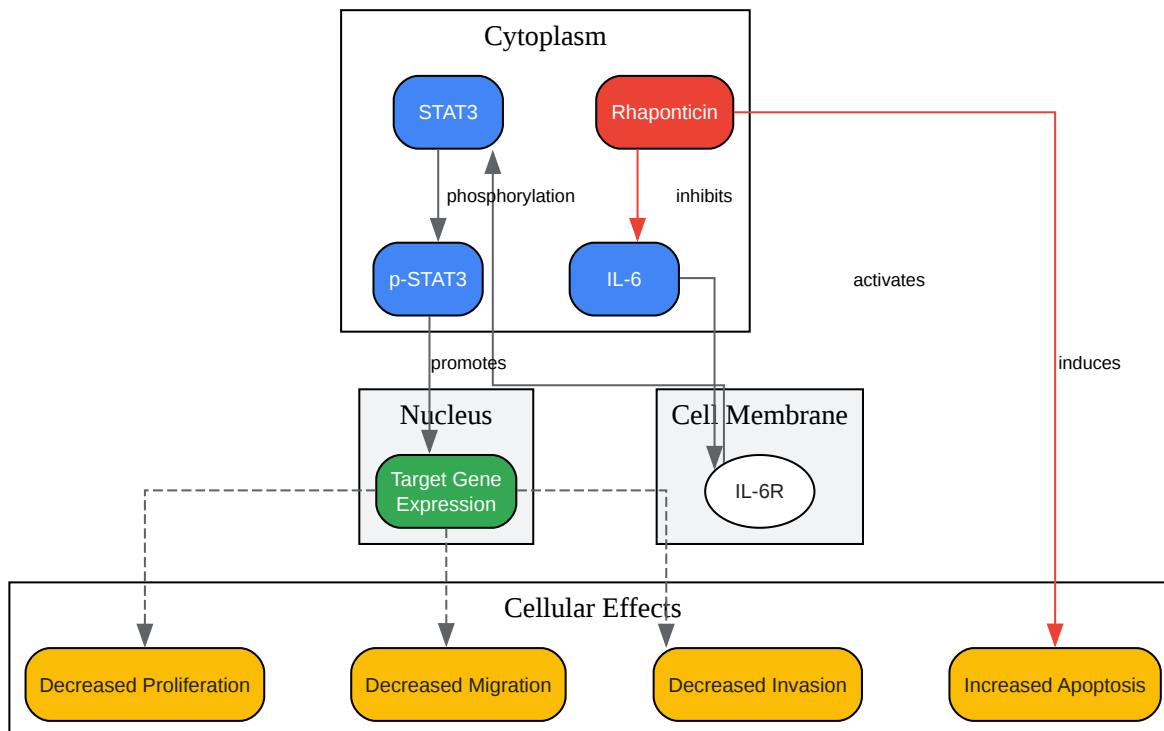 Cytoplasm
STAT3
Rhaponticin
phosphorylation
inhibits
p-STAT3
IL-6
activates
promotes
induces
Nucleus
Cell Membrane
Target Gene
Expression
IL-6R
Cellular Effects
Decreased Proliferation
Decreased Migration
Decreased Invasion
Increased Apoptosis